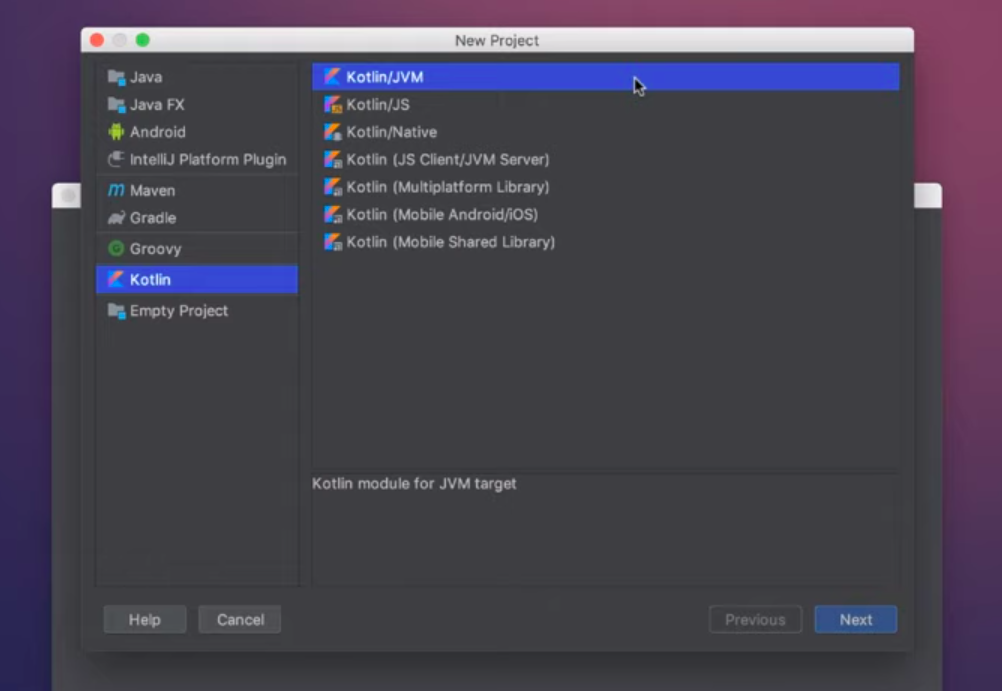 New Project
Java
Java FX
Android
IntelliJ Platform Plugin
Maven
Gradle
Groovy
Kotlin
Empty Project
Kotlin/JVM
Kotlin/JS
Kotlin/Native
Kotlin (JS Client/JVM Server)
Kotlin (Multiplatform Library)
Kotlin (Mobile Android/iOS)
Kotlin (Mobile Shared Library)
Kotlin module for JVM target
Help
Cancel
Previous
Next